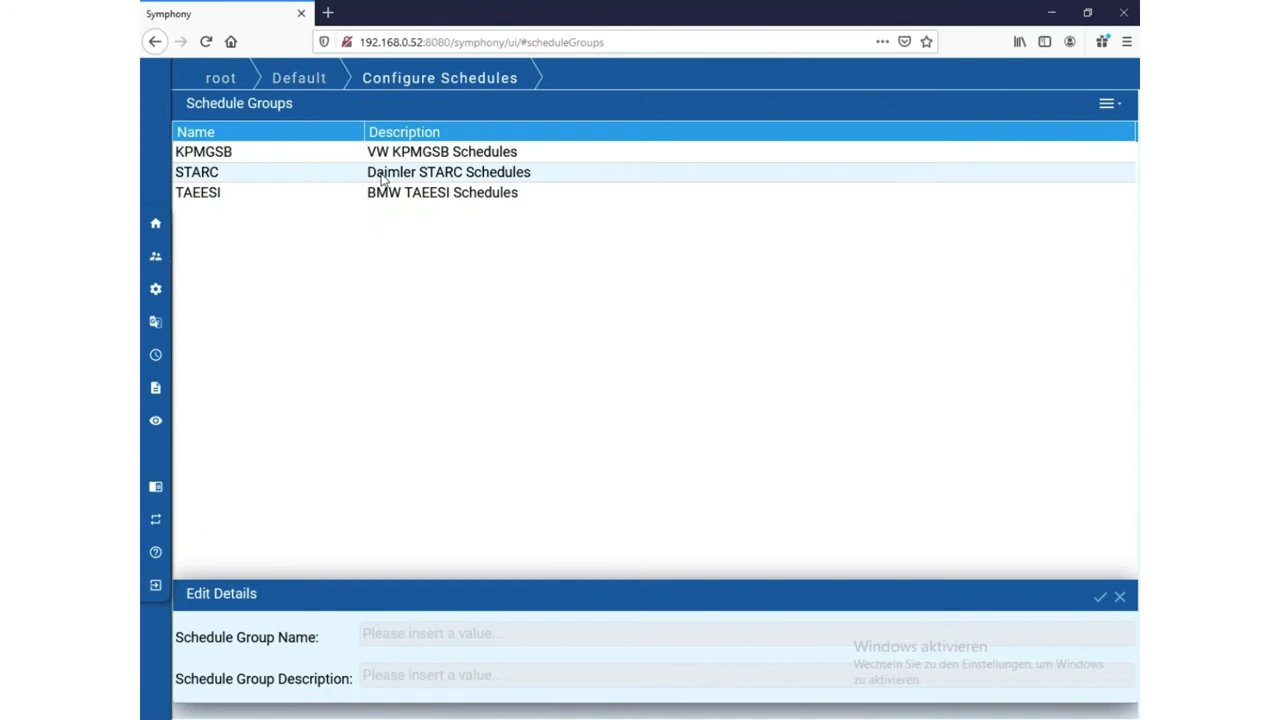 Symphony
192.168.0.52:8080/symphony/ui/#scheduleGroups
root Default Configure Schedules
Schedule Groups
Name Description
KPMGSB VW KPMGSB Schedules
STARC Daimler STARC Schedules
TAEESI BMW TAEESI Schedules
Edit Details
Schedule Group Name: Please insert a value...
Schedule Group Description: Please insert a value...
Windows aktivieren
Wechseln Sie zu den Einstellungen, um Windows
zu aktivieren.